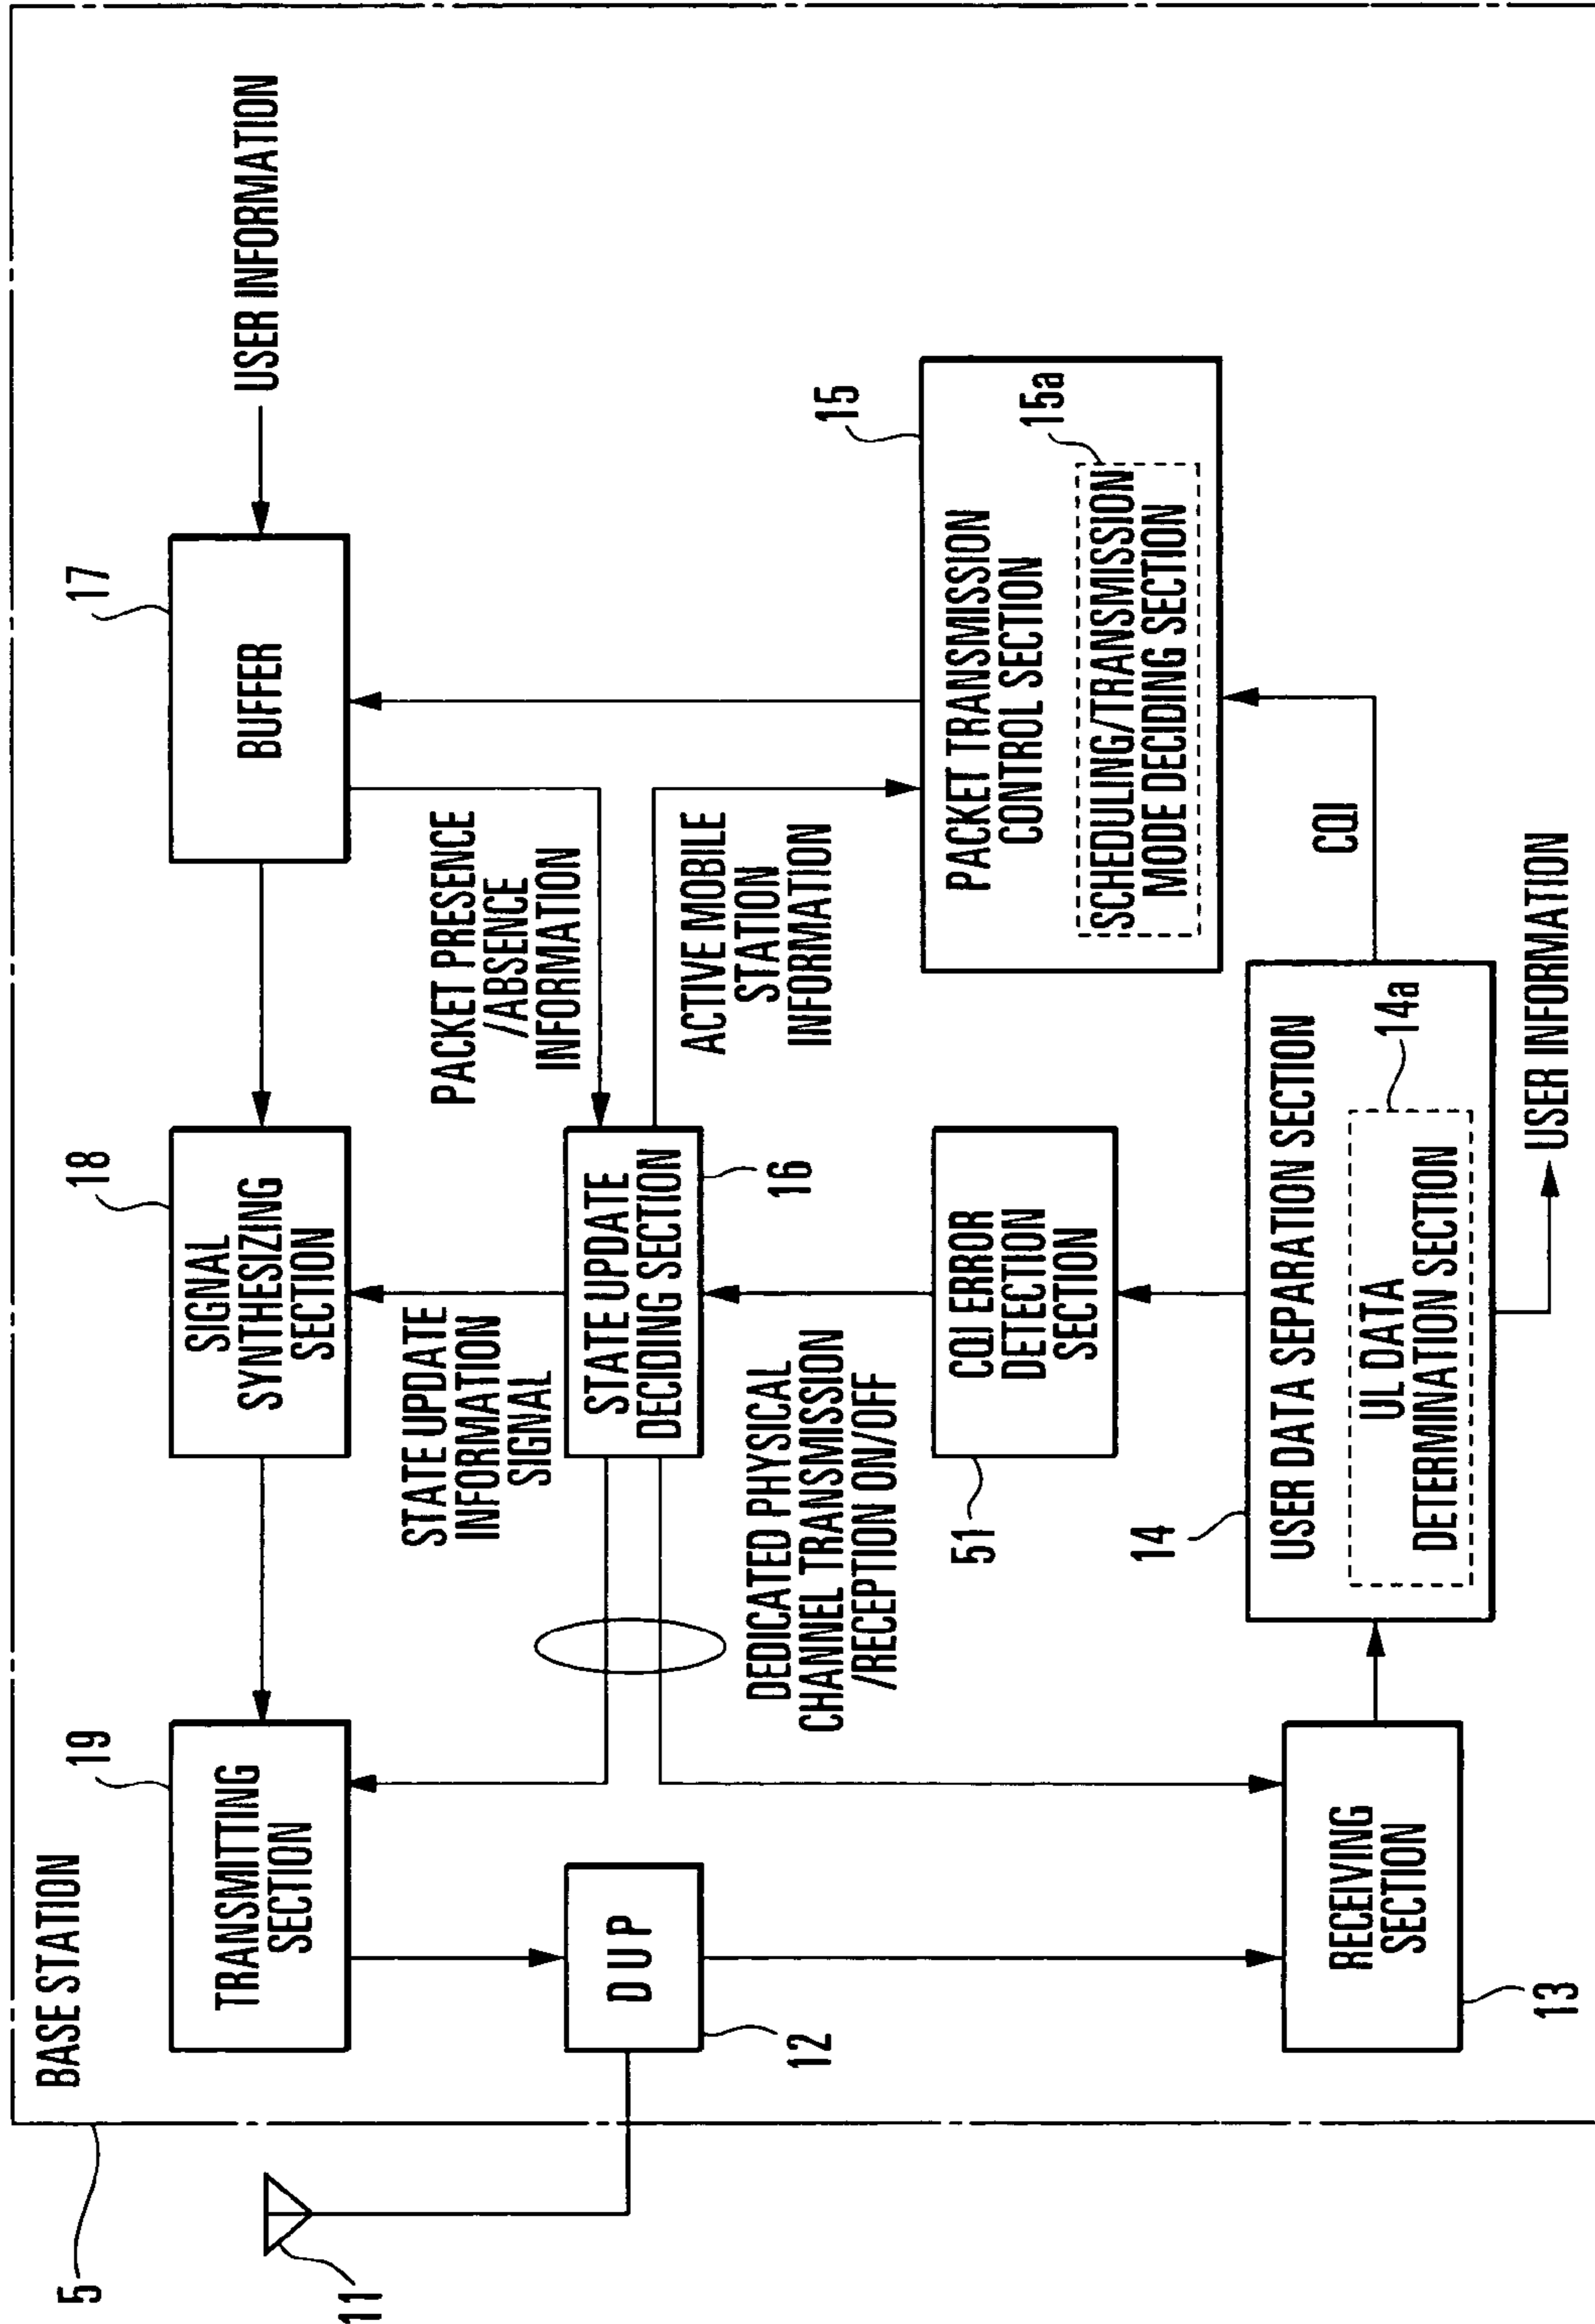 BASE STATION
5
11
USER INFORMATION
19
TRANSMITTING
SECTION
18
SIGNAL
SYNTHESIZING
SECTION
17
BUFFER
STATE UPDATE
INFORMATION
SIGNAL
PACKET PRESENCE
/ABSENCE
INFORMATION
DUP
12
STATE UPDATE
DECIDING SECTION
16
ACTIVE MOBILE
STATION
INFORMATION
DEDICATED PHYSICAL
CHANNEL TRANSMISSION
/RECEPTION ON/OFF
15
PACKET TRANSMISSION
CONTROL SECTION
15a
SCHEDULING/TRANSMISSION
MODE DECIDING SECTION
CQI ERROR
DETECTION
SECTION
51
CQI
RECEIVING
SECTION
13
14
USER DATA SEPARATION SECTION
14a
UL DATA
DETERMINATION SECTION
USER INFORMATION